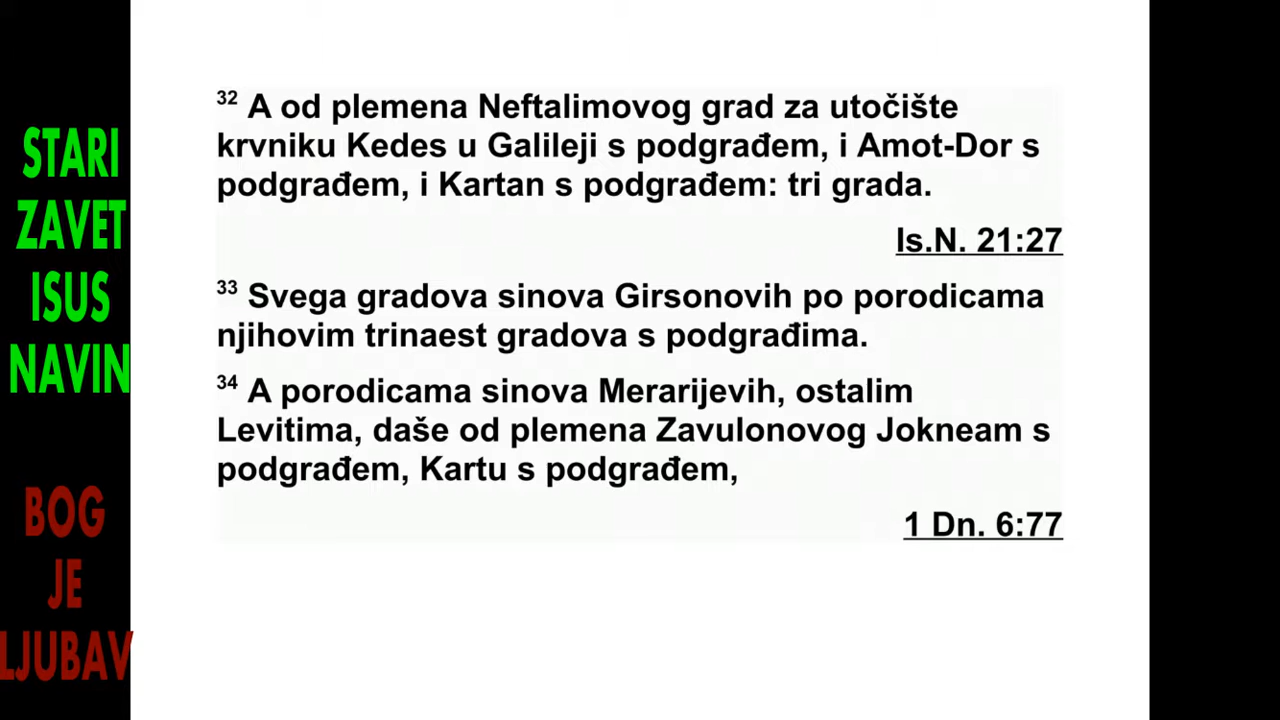 STARI
ZAVET
ISUS
NAVIN
BOG
JE
LJUBAV
32 A od plemena Neftalimovog grad za utočište
krvniku Kedes u Galileji s podgrađem, i Amot-Dor s
podgrađem, i Kartan s podgrađem: tri grada.
Is.N. 21:27
33 Svega gradova sinova Girsonovih po porodicama
njihovim trinaest gradova s podgrađima.
34 A porodicama sinova Merarijevih, ostalim
Levitima, daše od plemena Zavulonovog Jokneam s
podgrađem, Kartu s podgrađem,
1 Dn. 6:77